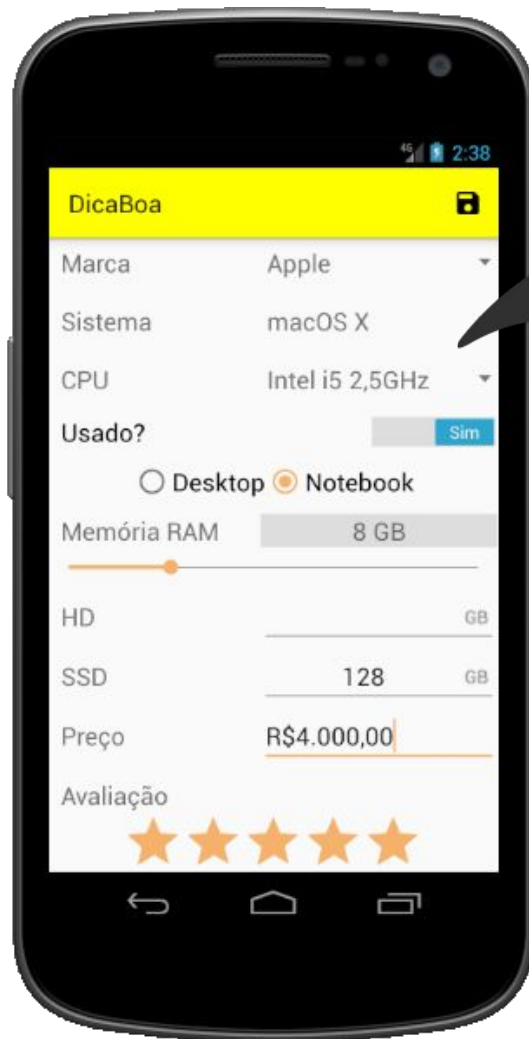 4G 2:38
DicaBoa
Marca Apple
Sistema macOS X
CPU Intel i5 2,5GHz
Usado? Sim
Desktop Notebook
Memória RAM 8 GB
HD GB
SSD 128 GB
Preço R$4.000,00
Avaliação